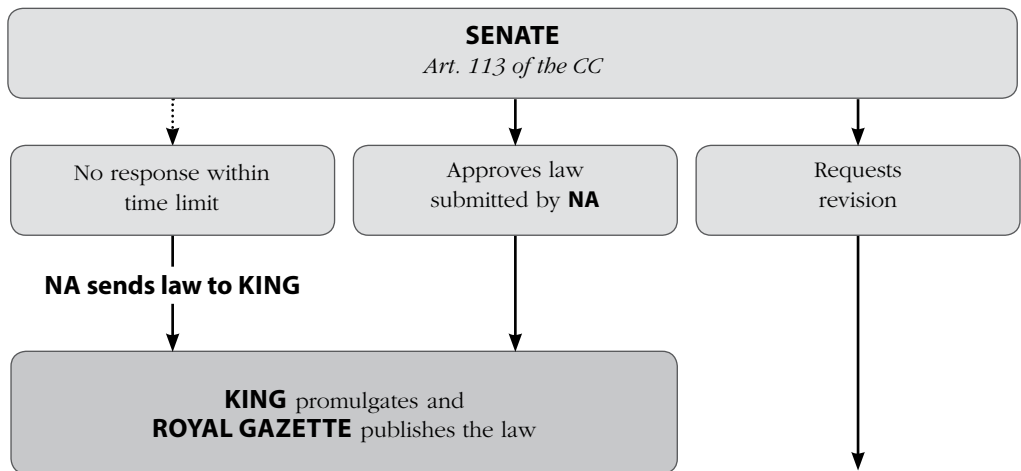 SENATE
Art. 113 of the CC
No response within
time limit
Approves law
submitted by NA
Requests
revision
NA sends law to KING
KING promulgates and
ROYAL GAZETTE publishes the law